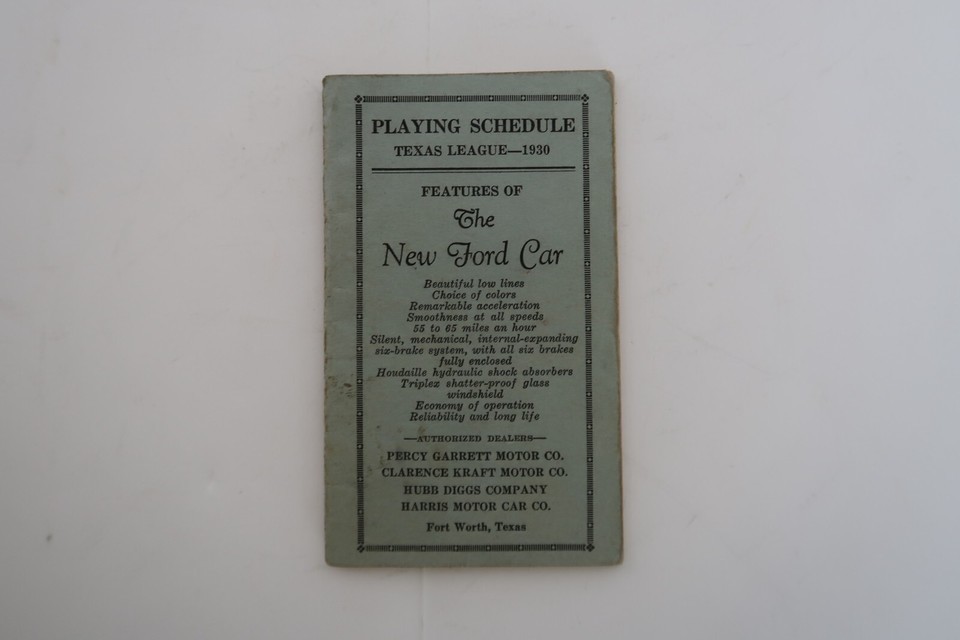 PLAYING SCHEDULE
TEXAS LEAGUE—1930
FEATURES OF
The
New Ford Car
Beautiful low lines
Choice of colors
Remarkable acceleration
Smoothness at all speeds
55 to 65 miles an hour
Silent, mechanical, internal-expanding
six-brake system, with all six brakes
fully enclosed
Houdaille hydraulic shock absorbers
Triplex shatter-proof glass
windshield
Economy of operation
Reliability and long life
—AUTHORIZED DEALERS—
PERCY GARRETT MOTOR CO.
CLARENCE KRAFT MOTOR CO.
HUBB DIGGS COMPANY
HARRIS MOTOR CAR CO.
Fort Worth, Texas